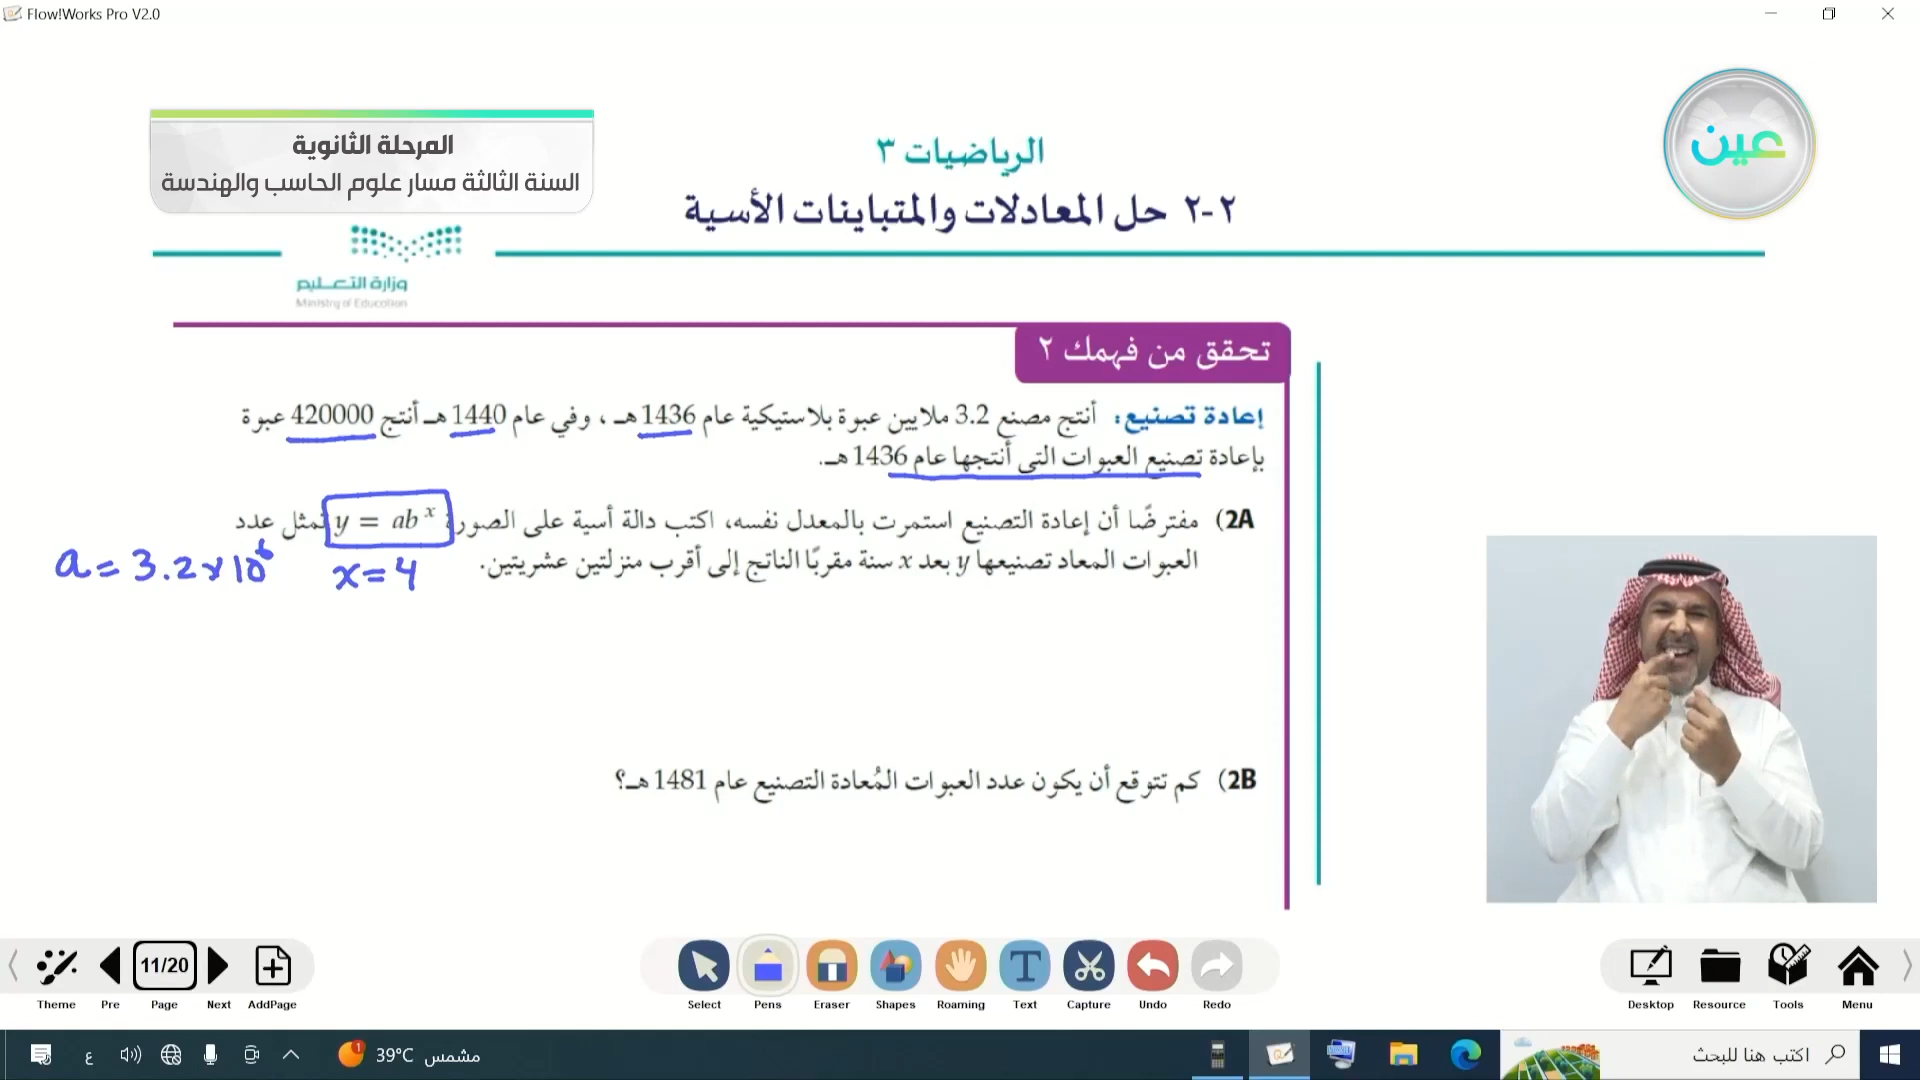 Flow!Works Pro V2.0
عين
المرحلة الثانوية
السنة الثالثة مسار علوم الحاسب والهندسة
الرياضيات ٣
٢-٢ حل المعادلات والمتباينات الأسية
وزارة التعليم
Ministry of Education
تحقق من فهمك ٢
إعادة تصنيع: أنتج مصنع 3.2 ملايين عبوة بلاستيكية عام 1436 هـ ، وفي عام 1440 هـ أنتج 420000 عبوة
بإعادة تصنيع العبوات التي أنتجها عام 1436 هـ.
2A) مفترضًا أن إعادة التصنيع استمرت بالمعدل نفسه، اكتب دالة أسية على الصورة y = ab^x تمثل عدد
العبوات المعاد تصنيعها y بعد x سنة مقربًا الناتج إلى أقرب منزلتين عشريتين.
x = 4
a = 3.2 × 10^6
2B) كم تتوقع أن يكون عدد العبوات المُعادة التصنيع عام 1481 هـ؟
11/20
Theme Pre Page Next AddPage
Select Pens Eraser Shapes Roaming Text Capture Undo Redo
Desktop Resource Tools Menu
ع
1
39°C مشمس
اكتب هنا للبحث